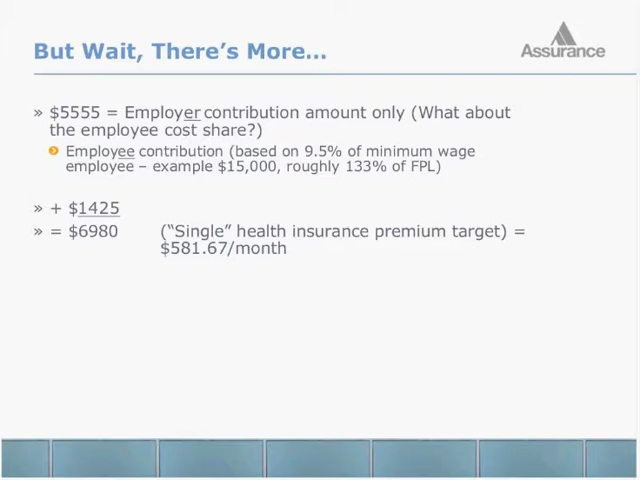 But Wait, There's More...
Assurance
» $5555 = Employer contribution amount only (What about
the employee cost share?)
Employee contribution (based on 9.5% of minimum wage
employee – example $15,000, roughly 133% of FPL)
» + $1425
» = $6980 ("Single" health insurance premium target) =
$581.67/month